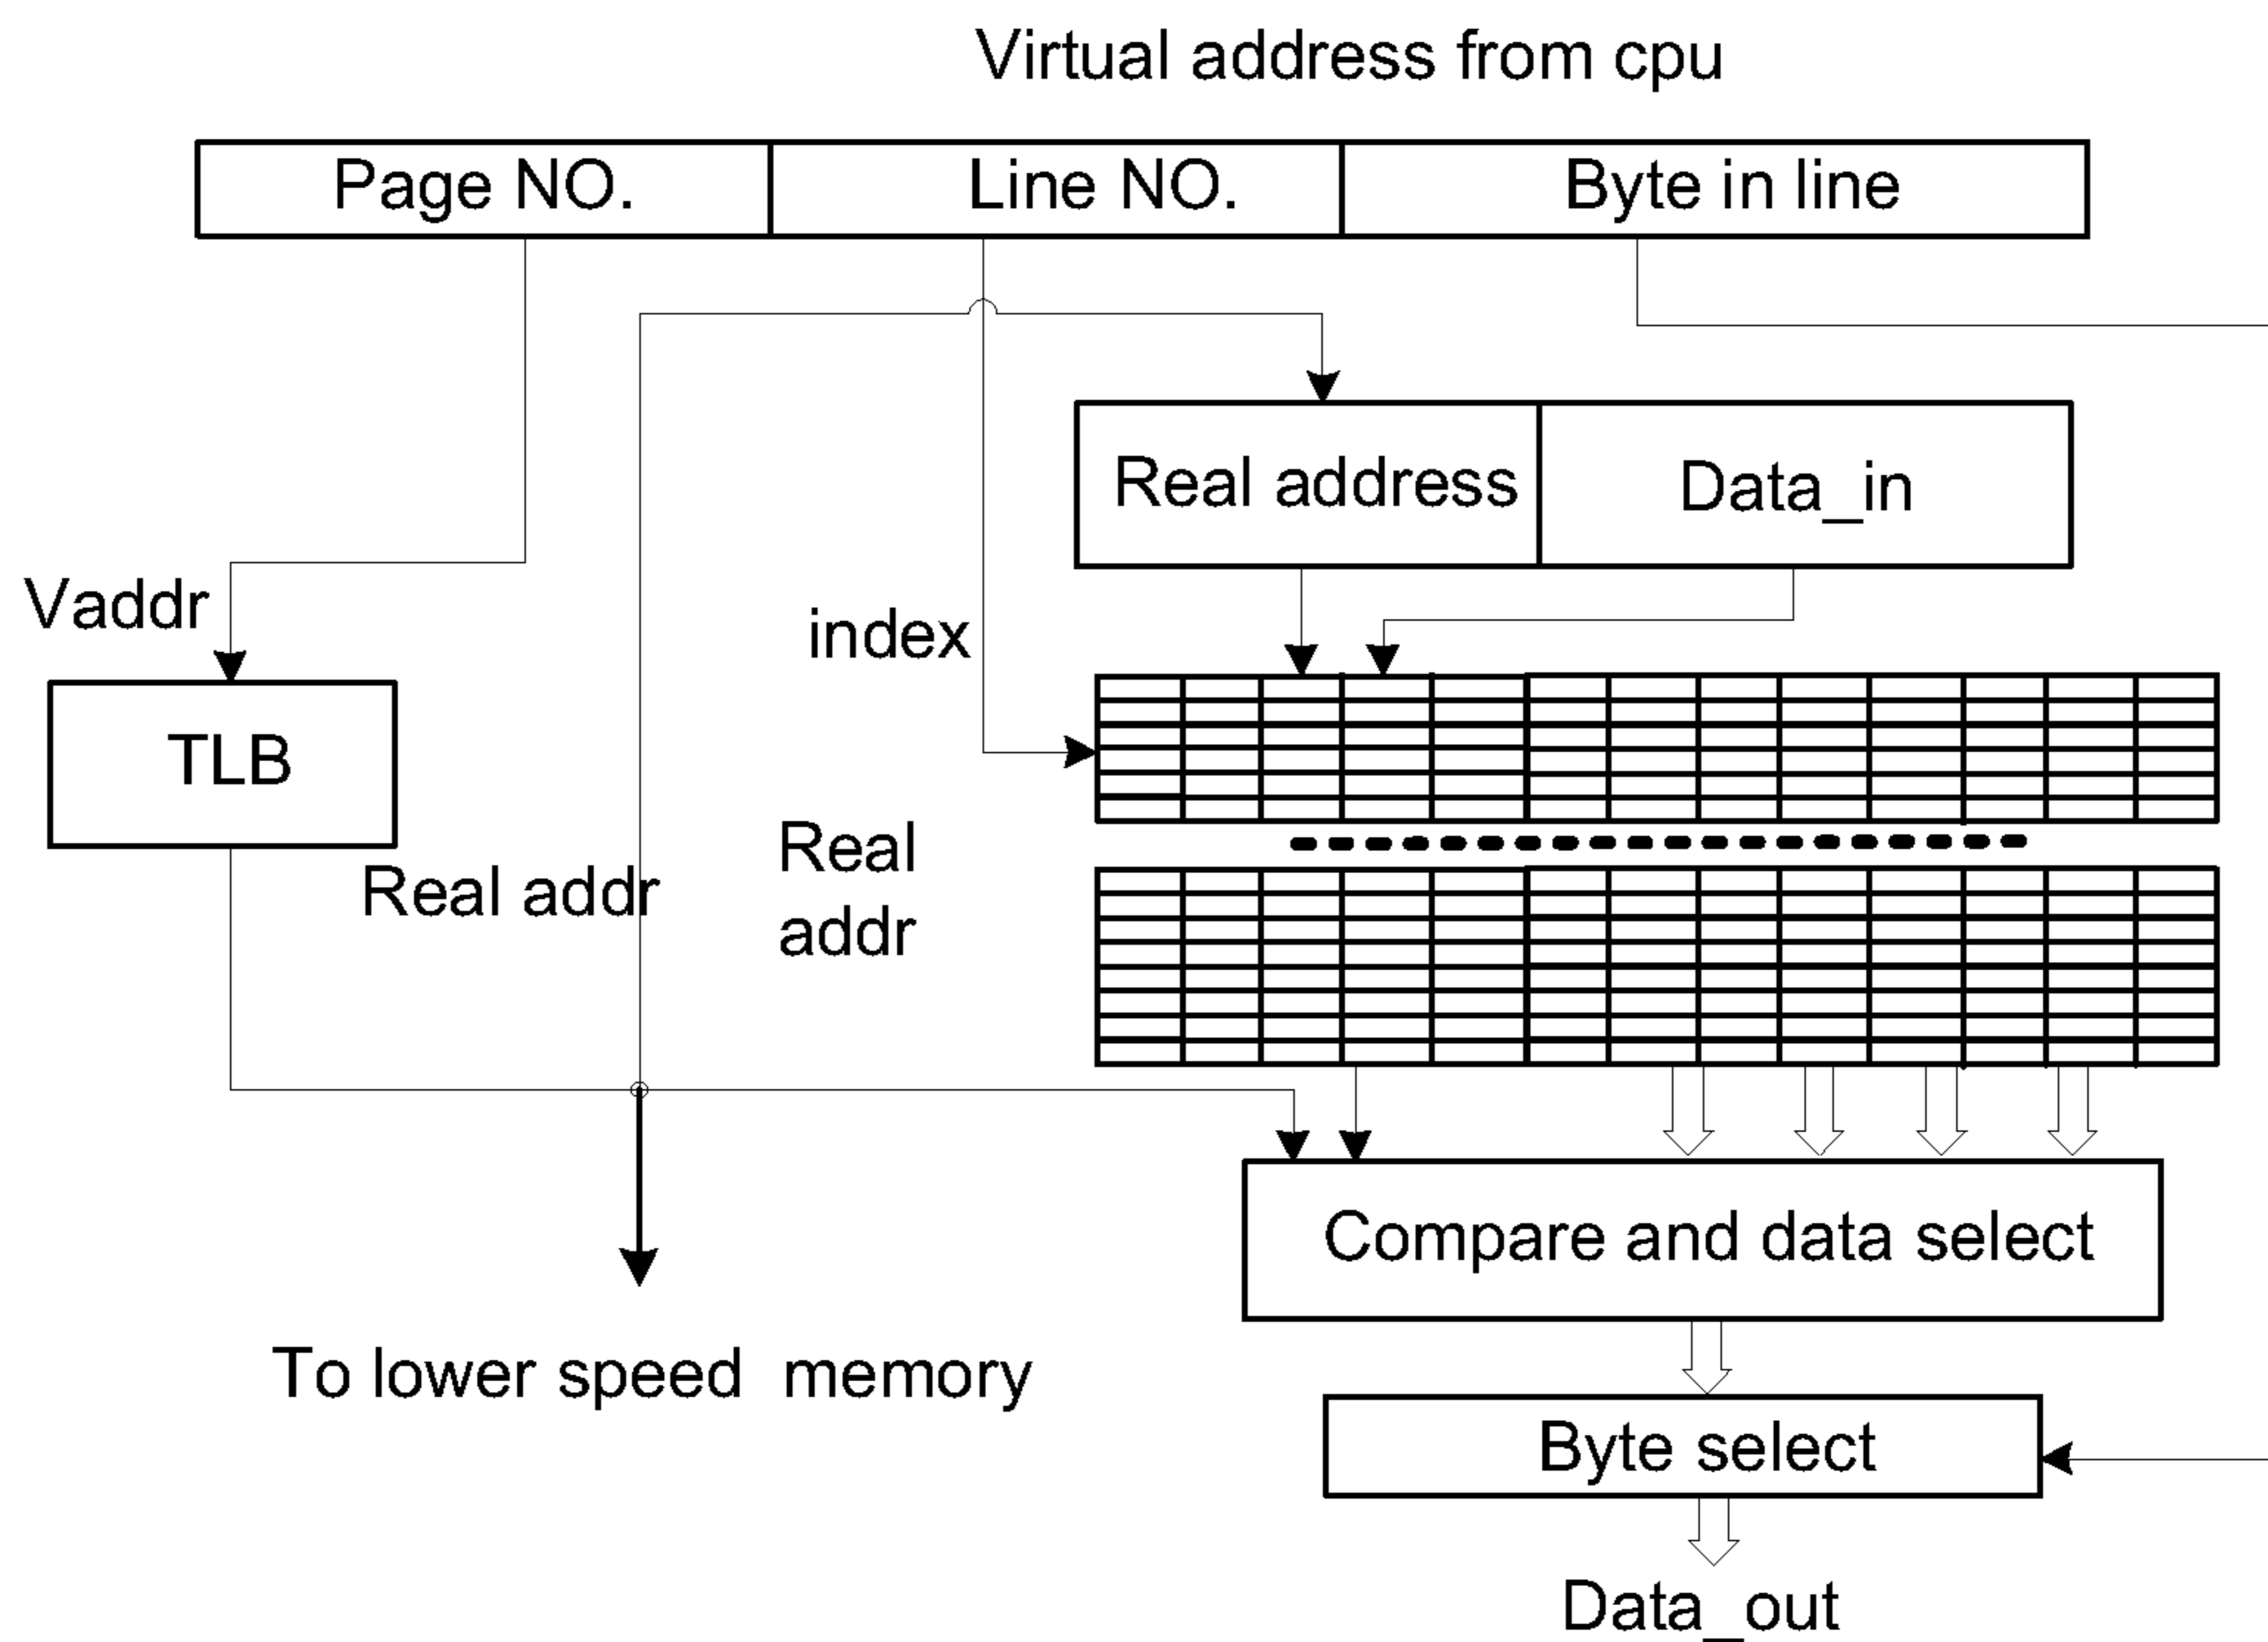 Virtual address from cpu
Page NO. Line NO. Byte in line
Real address Data_in
Vaddr
index
TLB
Real
addr
Real addr
Compare and data select
To lower speed memory
Byte select
Data_out